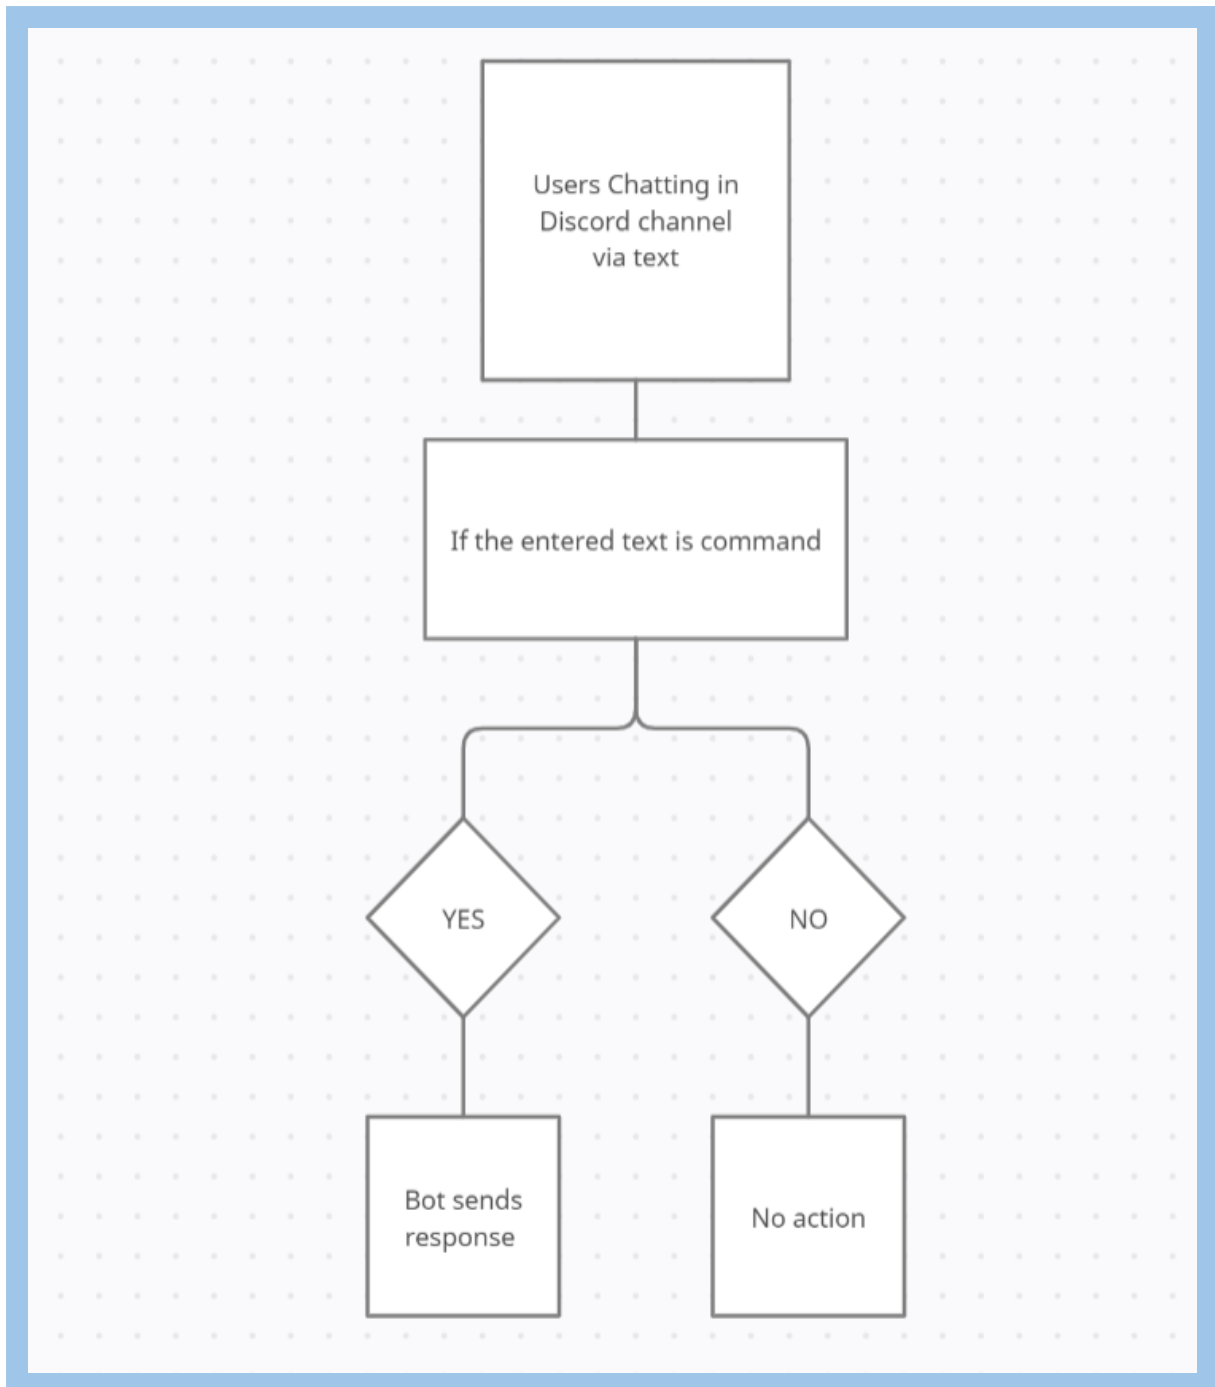 Users Chatting in
Discord channel
via text
If the entered text is command
YES
NO
Bot sends
response
No action